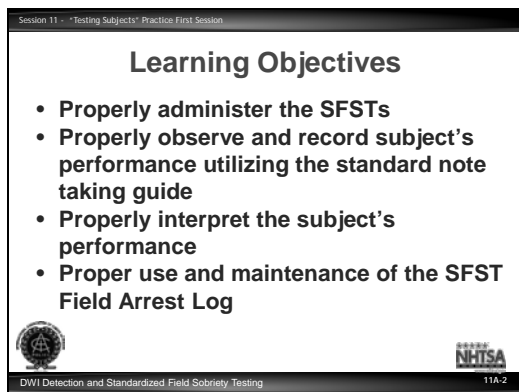 Session 11 - "Testing Subjects" Practice First Session
Learning Objectives
• Properly administer the SFSTs
• Properly observe and record subject's
performance utilizing the standard note
taking guide
• Properly interpret the subject's
performance
• Proper use and maintenance of the SFST
Field Arrest Log
NHTSA
DWI Detection and Standardized Field Sobriety Testing
11A-2